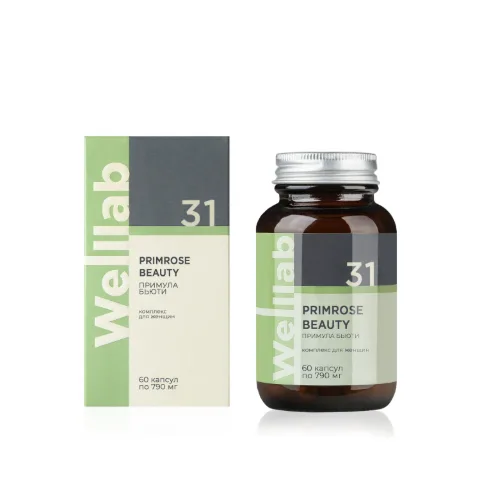 Welllab
31
PRIMROSE
BEAUTY
ПРИМУЛА
БЬЮТИ
комплекс
для женщин
60 капсул
по 790 мг
Welllab
31
PRIMROSE
BEAUTY
ПРИМУЛА БЬЮТИ
комплекс для женщин
60 капсул
по 790 мг